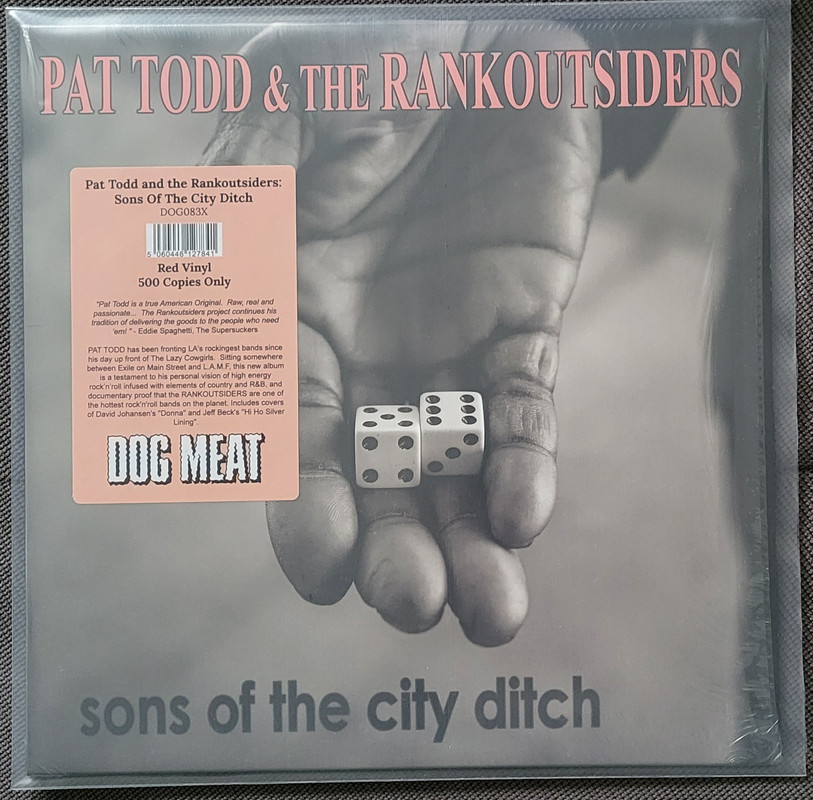 PAT TODD & THE RANKOUTSIDERS
Pat Todd and the Rankoutsiders:
Sons Of The City Ditch
DOG083X
5 060446 127841
Red Vinyl
500 Copies Only
"Pat Todd is a true American Original. Raw, real and
passionate... The Rankoutsiders project continues his
tradition of delivering the goods to the people who need
'em! " - Eddie Spaghetti, The Supersuckers
PAT TODD has been fronting LA's rockingest bands since
his day up front of The Lazy Cowgirls. Sitting somewhere
between Exile on Main Street and L.A.M.F, this new album
is a testament to his personal vision of high energy
rock'n'roll infused with elements of country and R&B, and
documentary proof that the RANKOUTSIDERS are one of
the hottest rock'n'roll bands on the planet. Includes covers
of David Johansen's "Donna" and Jeff Beck's "Hi Ho Silver
Lining".
DOG MEAT
sons of the city ditch